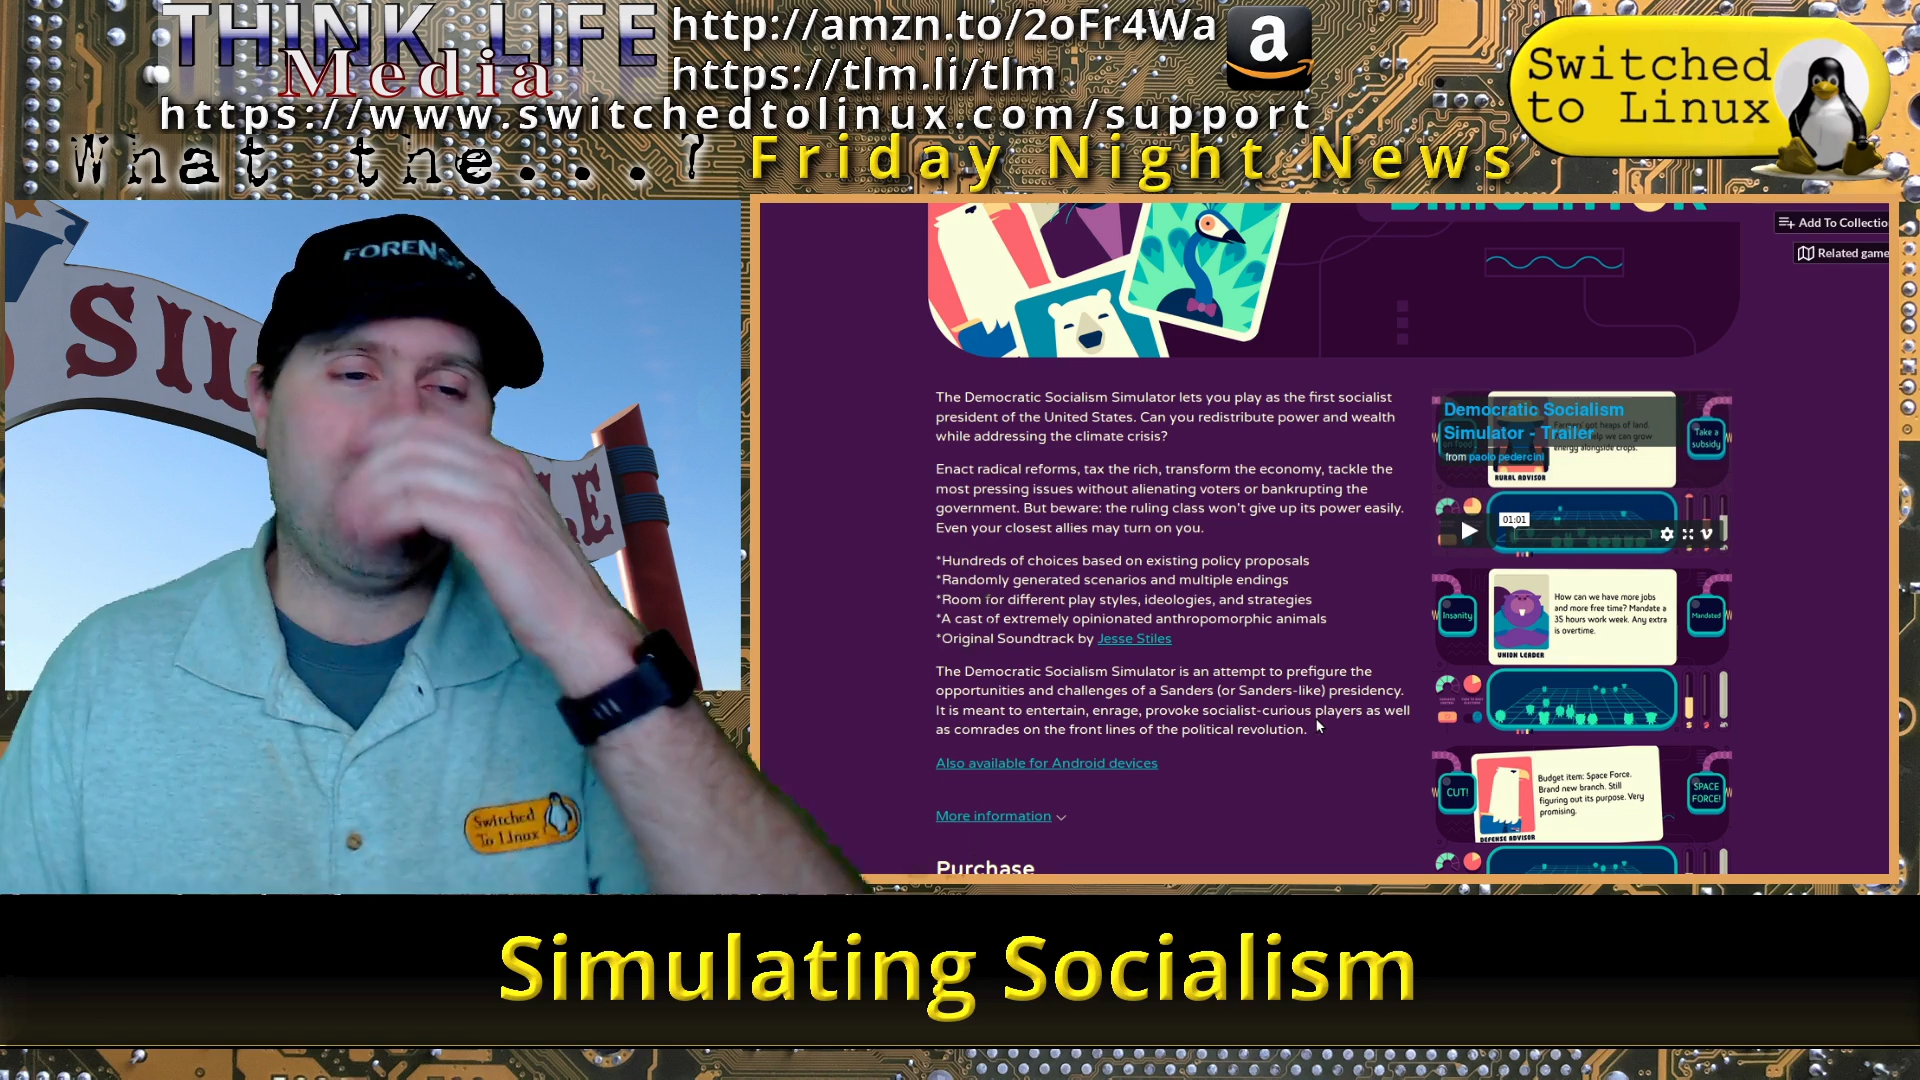 THINK LIFE
Media
http://amzn.to/2oFr4Wa
https://tlm.li/tlm
https://www.switchedtolinux.com/support
What the...? Friday Night News
Switched
to Linux
FORENS
SIL
LE
Switched
To Linux
Add To Collectio
Related game
The Democratic Socialism Simulator lets you play as the first socialist
president of the United States. Can you redistribute power and wealth
while addressing the climate crisis?
Enact radical reforms, tax the rich, transform the economy, tackle the
most pressing issues without alienating voters or bankrupting the
government. But beware: the ruling class won't give up its power easily.
Even your closest allies may turn on you.
*Hundreds of choices based on existing policy proposals
*Randomly generated scenarios and multiple endings
*Room for different play styles, ideologies, and strategies
*A cast of extremely opinionated anthropomorphic animals
*Original Soundtrack by Jesse Stiles
The Democratic Socialism Simulator is an attempt to prefigure the
opportunities and challenges of a Sanders (or Sanders-like) presidency.
It is meant to entertain, enrage, provoke socialist-curious players as well
as comrades on the front lines of the political revolution.
Also available for Android devices
More information
Purchase
Democratic Socialism
Simulator - Trailer
from paolo pedercini
heaps of land.
we can grow
energy alongside crops.
RURAL ADVISOR
Take a
subsidy
01:01
Insanity
How can we have more jobs
and more free time? Mandate a
35 hours work week. Any extra
is overtime.
UNION LEADER
Mandated
CUT!
Budget item: Space Force.
Brand new branch. Still
figuring out its purpose. Very
promising.
DEFENSE ADVISOR
SPACE
FORCE!
Simulating Socialism